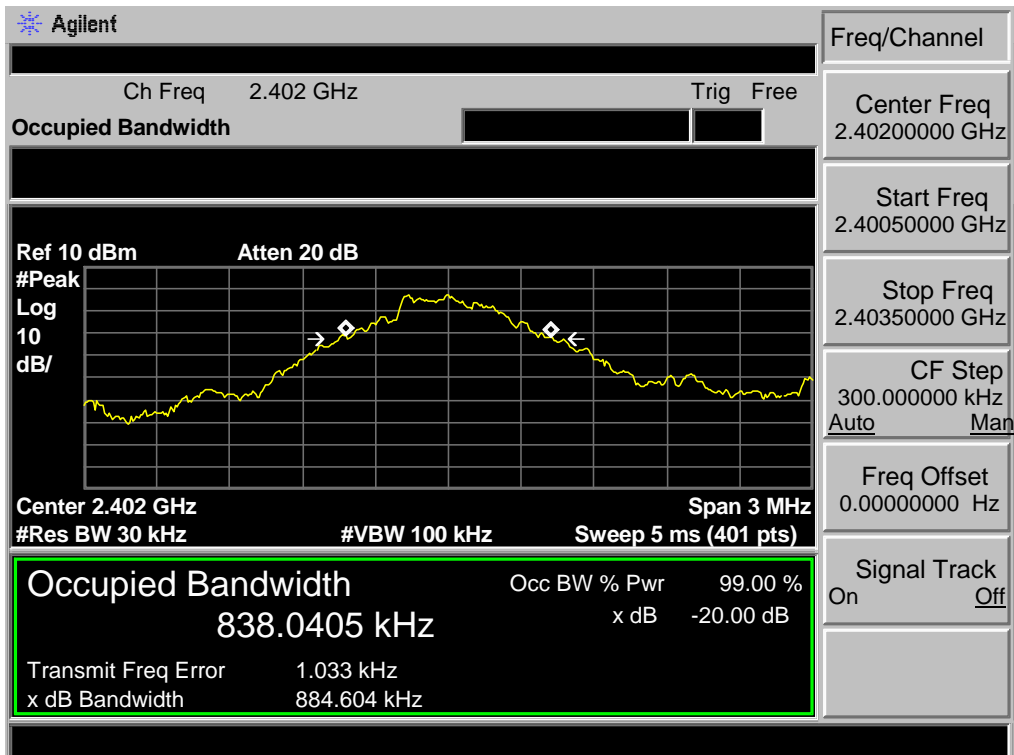 Agilent
Freq/Channel
Ch Freq 2.402 GHz Trig Free
Occupied Bandwidth
Center Freq
2.40200000 GHz
Start Freq
2.40050000 GHz
Stop Freq
2.40350000 GHz
CF Step
300.000000 kHz
Auto Man
Freq Offset
0.00000000 Hz
Signal Track
On Off
Ref 10 dBm Atten 20 dB
#Peak
Log
10
dB/
Center 2.402 GHz Span 3 MHz
#Res BW 30 kHz #VBW 100 kHz Sweep 5 ms (401 pts)
Occupied Bandwidth Occ BW % Pwr 99.00 %
838.0405 kHz x dB -20.00 dB
Transmit Freq Error 1.033 kHz
x dB Bandwidth 884.604 kHz